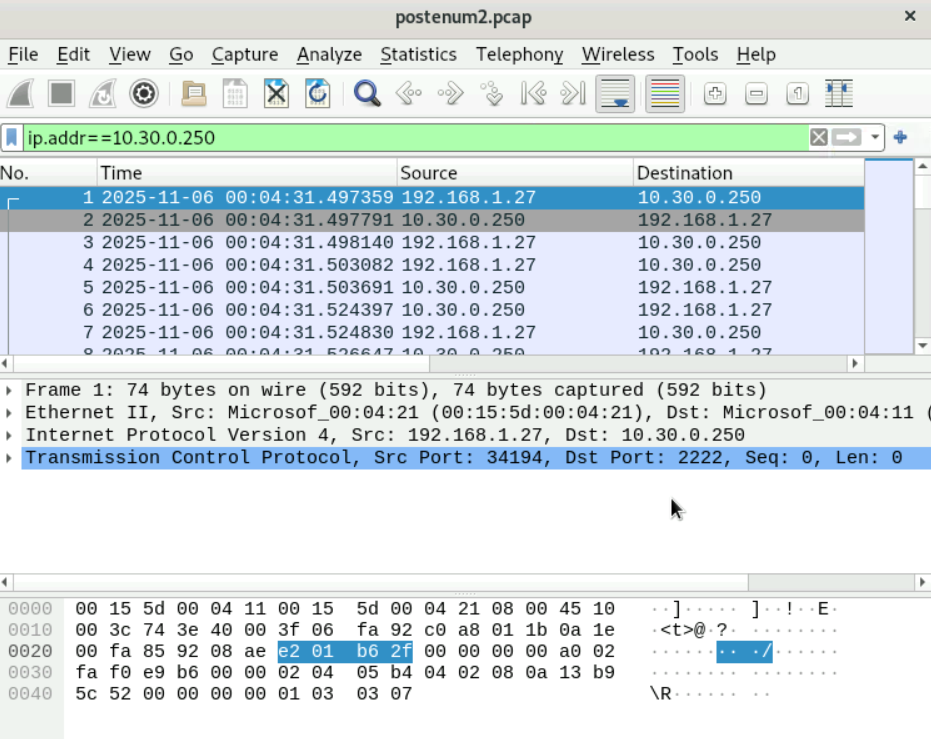 postenum2.pcap
File Edit View Go Capture Analyze Statistics Telephony Wireless Tools Help
ip.addr==10.30.0.250
No. Time Source Destination
1 2025-11-06 00:04:31.497359 192.168.1.27 10.30.0.250
2 2025-11-06 00:04:31.497791 10.30.0.250 192.168.1.27
3 2025-11-06 00:04:31.498140 192.168.1.27 10.30.0.250
4 2025-11-06 00:04:31.503082 192.168.1.27 10.30.0.250
5 2025-11-06 00:04:31.503691 10.30.0.250 192.168.1.27
6 2025-11-06 00:04:31.524397 10.30.0.250 192.168.1.27
7 2025-11-06 00:04:31.524830 192.168.1.27 10.30.0.250
8 2025-11-06 00:04:31.526647 10.30.0.250 192.168.1.27
Frame 1: 74 bytes on wire (592 bits), 74 bytes captured (592 bits)
Ethernet II, Src: Microsof_00:04:21 (00:15:5d:00:04:21), Dst: Microsof_00:04:11 (
Internet Protocol Version 4, Src: 192.168.1.27, Dst: 10.30.0.250
Transmission Control Protocol, Src Port: 34194, Dst Port: 2222, Seq: 0, Len: 0
0000 00 15 5d 00 04 11 00 15 5d 00 04 21 08 00 45 10 ··]····· ]··!··E·
0010 00 3c 74 3e 40 00 3f 06 fa 92 c0 a8 01 1b 0a 1e ·<t>@·?· ········
0020 00 fa 85 92 08 ae e2 01 b6 2f 00 00 00 00 a0 02 ········ ·/······
0030 fa f0 e9 b6 00 00 02 04 05 b4 04 02 08 0a 13 b9 ········ ········
0040 5c 52 00 00 00 00 01 03 03 07 \R······ ··